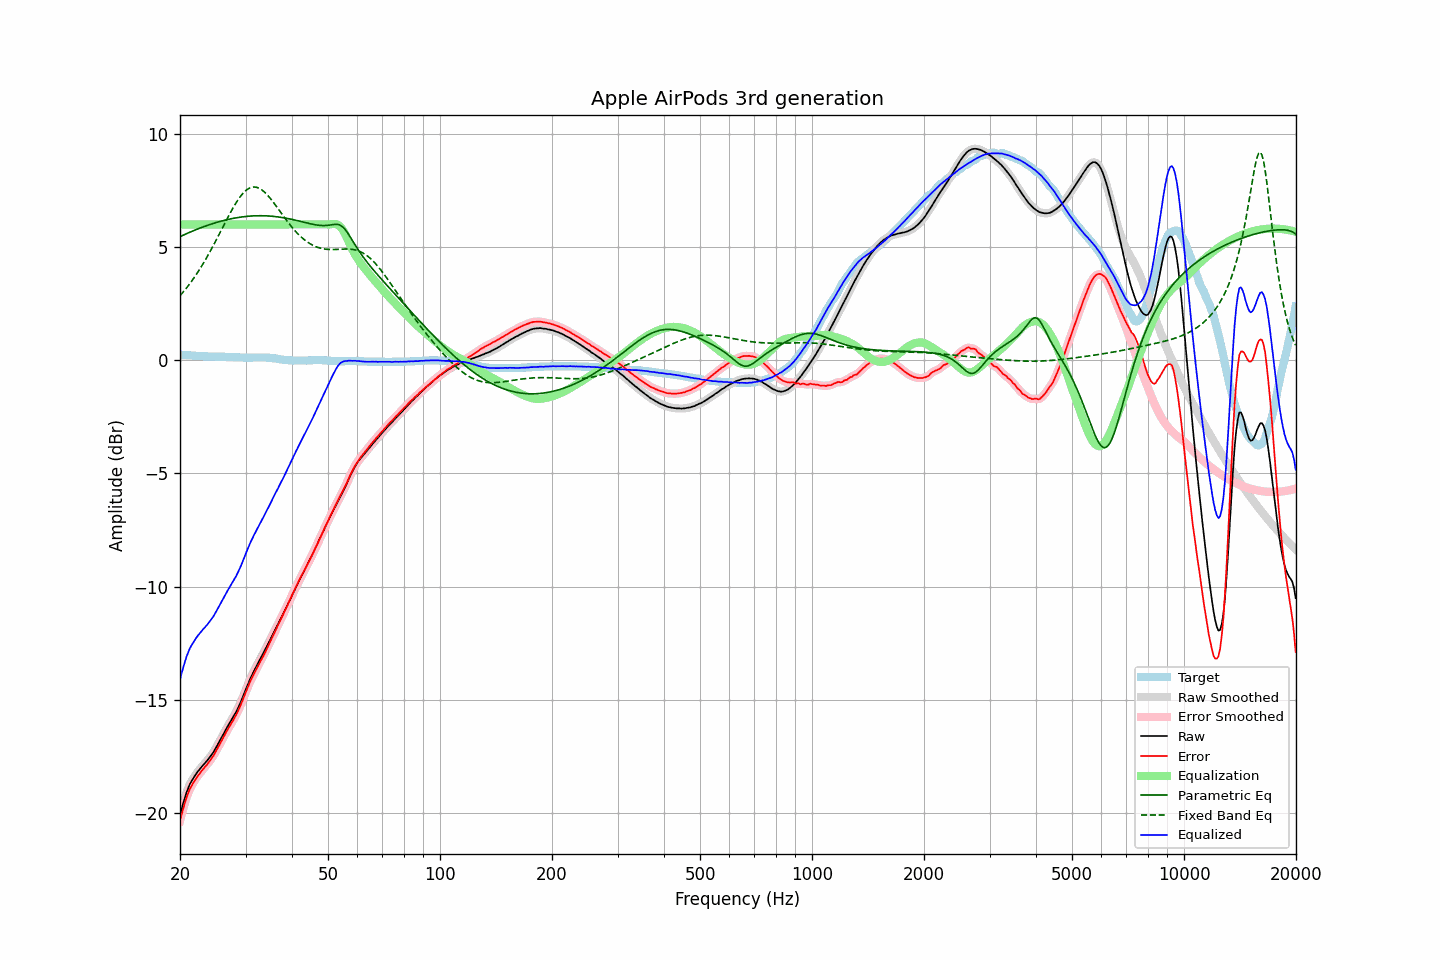 Apple AirPods 3rd generation
Amplitude (dBr)
10
5
0
−5
−10
−15
−20
20 50 100 200 500 1000 2000 5000 10000 20000
Frequency (Hz)
Target
Raw Smoothed
Error Smoothed
Raw
Error
Equalization
Parametric Eq
Fixed Band Eq
Equalized